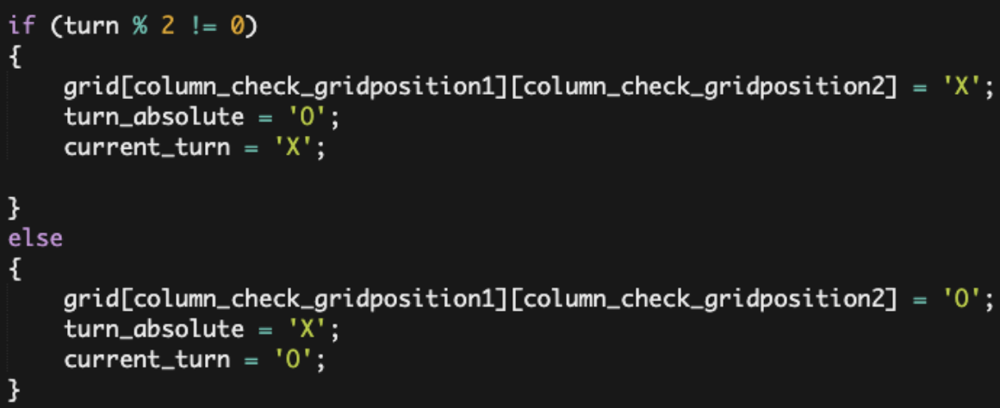 if (turn % 2 != 0)
{
grid[column_check_gridposition1][column_check_gridposition2] = 'X';
turn_absolute = 'O';
current_turn = 'X';
}
else
{
grid[column_check_gridposition1][column_check_gridposition2] = 'O';
turn_absolute = 'X';
current_turn = 'O';
}